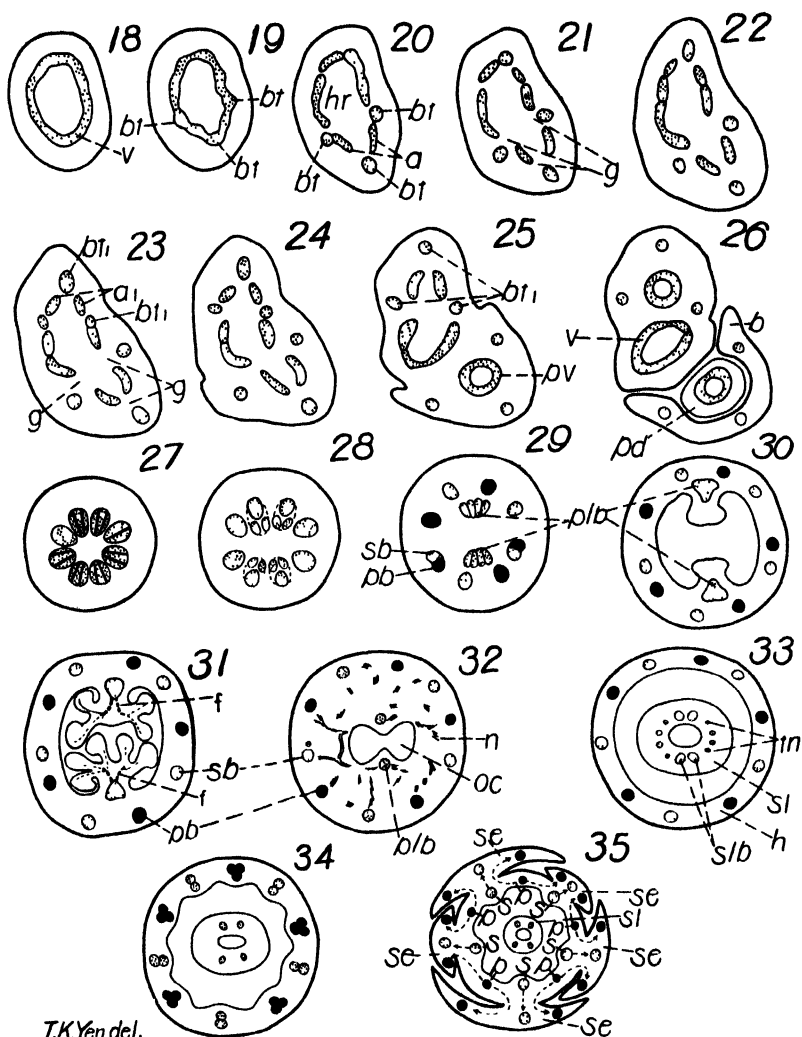 18 19 20 21 22
hr
bt bt
bt
v bt bt a bt g
23 24 25 26
bt₁
a₁ bt₁
bt₁ v b
g g pv
pd
27 28 29 30
plb
sb
pb
31 32 33
f
n tn
sb oc
f sl
pb plb slb h
34 35
se
s p s se
p s sl
se s p s se
p s p
se
T.K.Yen del.